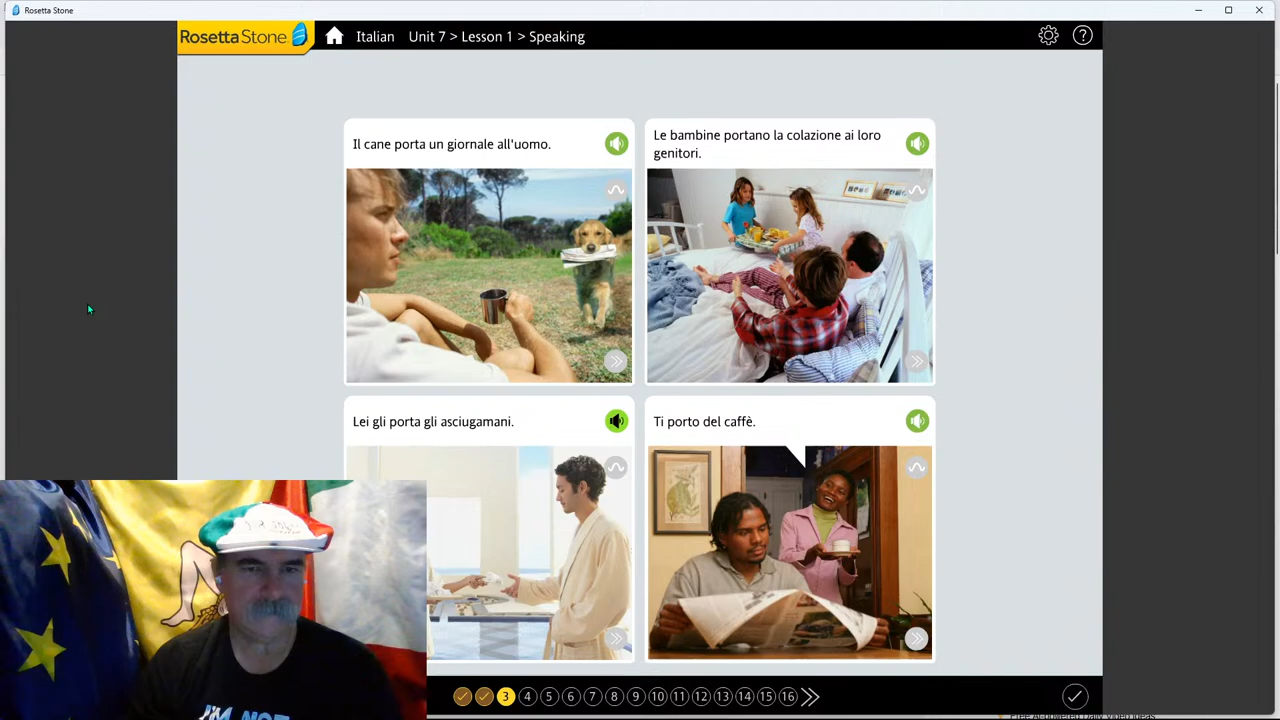 Rosetta Stone
RosettaStone
Italian Unit 7 > Lesson 1 > Speaking
Il cane porta un giornale all'uomo.
Le bambine portano la colazione ai loro
genitori.
Lei gli porta gli asciugamani.
Ti porto del caffè.
I'M NOT
3 4 5 6 7 8 9 10 11 12 13 14 15 16